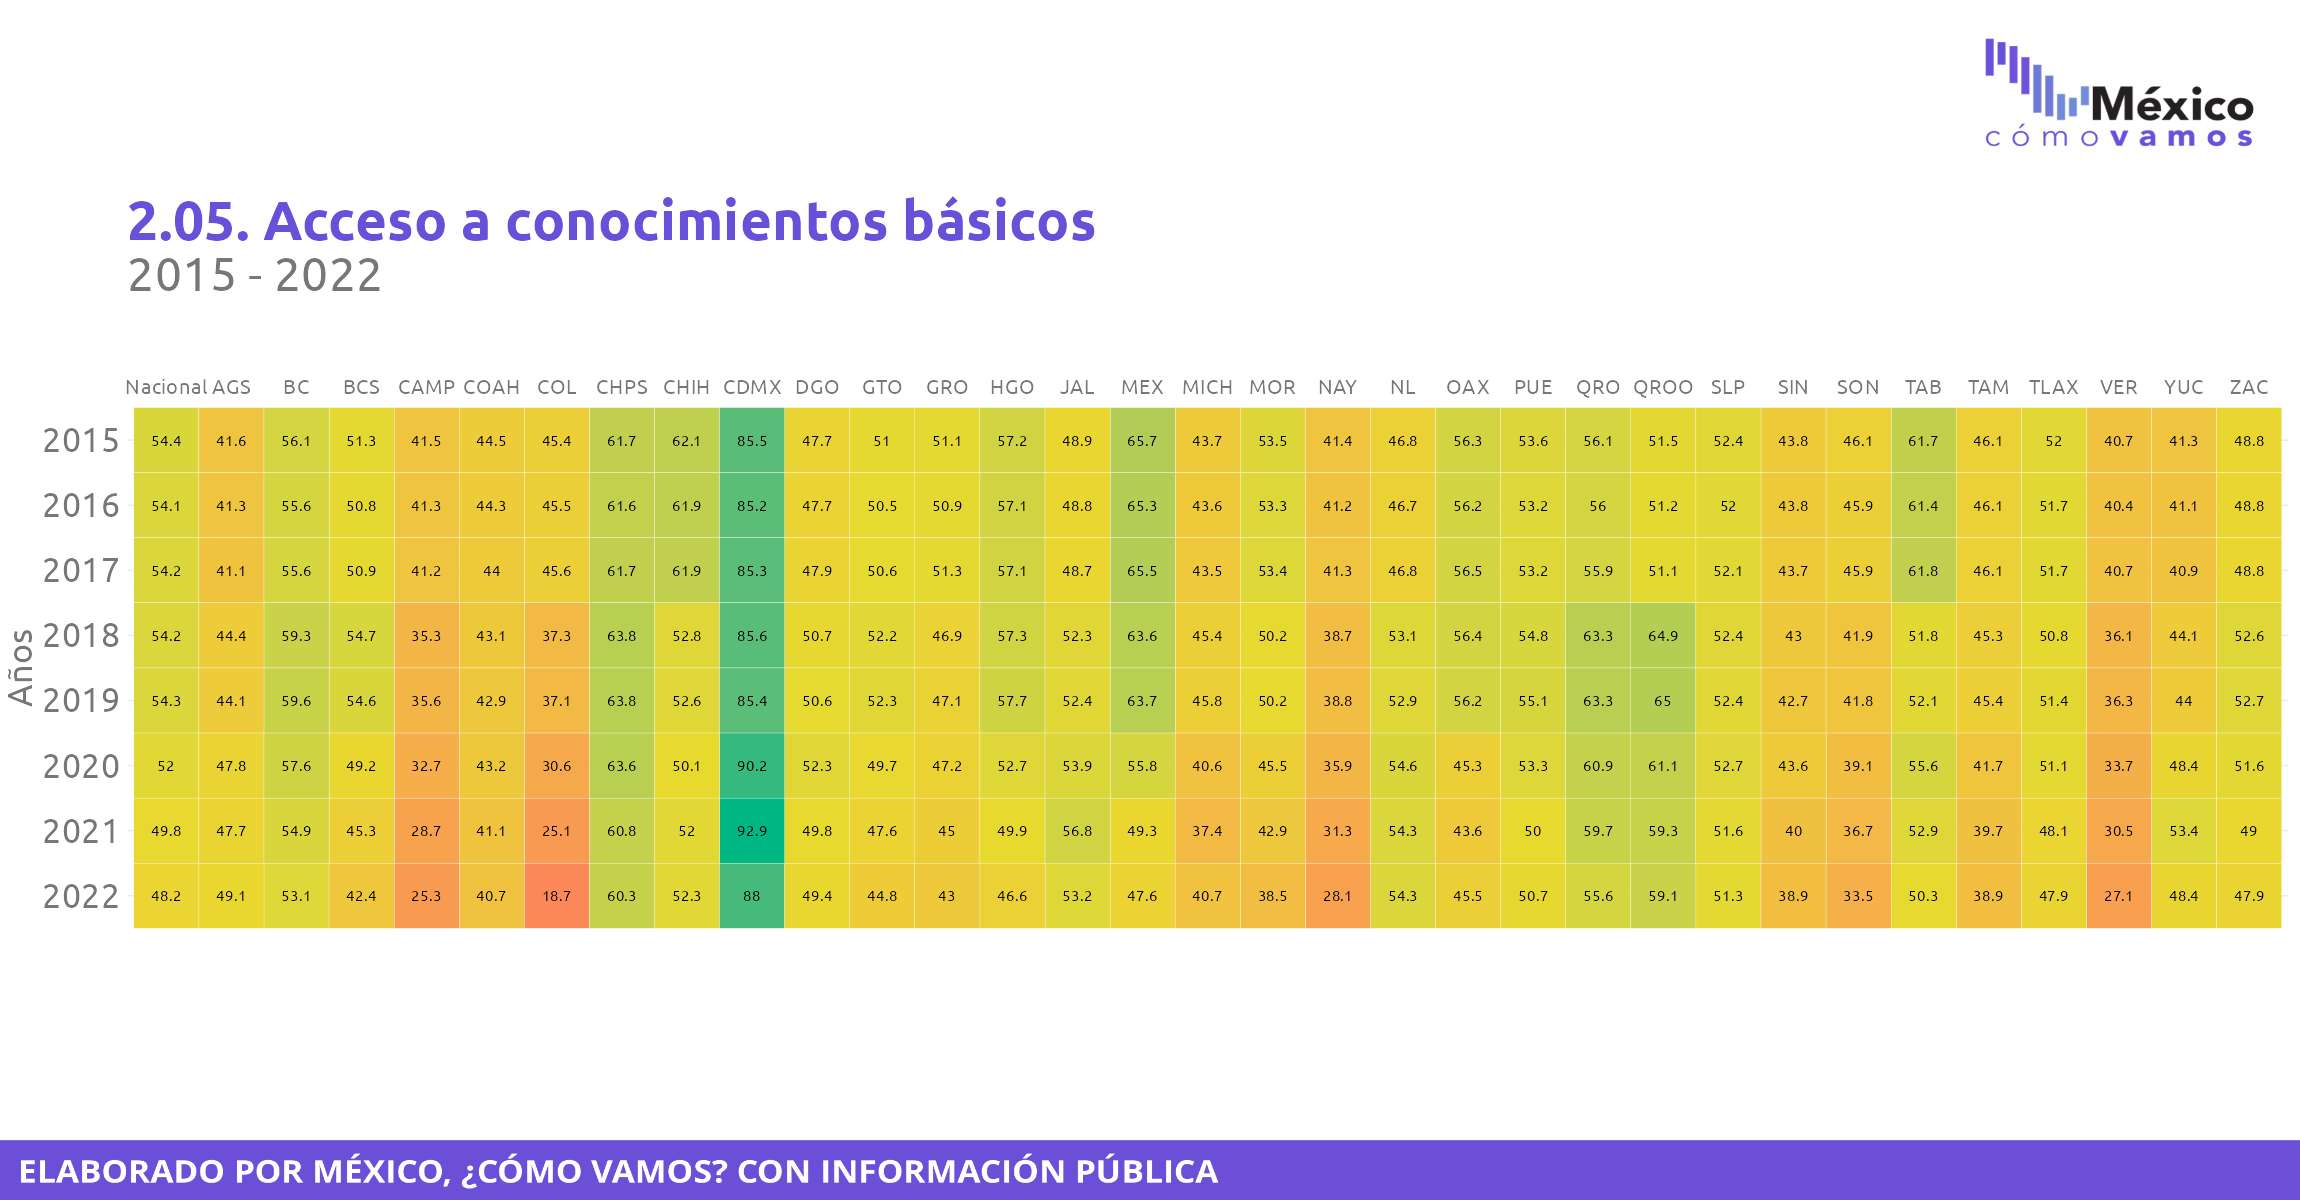 México
cómovamos
2.05. Acceso a conocimientos básicos
2015 - 2022
Nacional AGS BC BCS CAMP COAH COL CHPS CHIH CDMX DGO GTO GRO HGO JAL MEX MICH MOR NAY NL OAX PUE QRO QROO SLP SIN SON TAB TAM TLAX VER YUC ZAC
2015 54.4 41.6 56.1 51.3 41.5 44.5 45.4 61.7 62.1 85.5 47.7 51 51.1 57.2 48.9 65.7 43.7 53.5 41.4 46.8 56.3 53.6 56.1 51.5 52.4 43.8 46.1 61.7 46.1 52 40.7 41.3 48.8
2016 54.1 41.3 55.6 50.8 41.3 44.3 45.5 61.6 61.9 85.2 47.7 50.5 50.9 57.1 48.8 65.3 43.6 53.3 41.2 46.7 56.2 53.2 56 51.2 52 43.8 45.9 61.4 46.1 51.7 40.4 41.1 48.8
2017 54.2 41.1 55.6 50.9 41.2 44 45.6 61.7 61.9 85.3 47.9 50.6 51.3 57.1 48.7 65.5 43.5 53.4 41.3 46.8 56.5 53.2 55.9 51.1 52.1 43.7 45.9 61.8 46.1 51.7 40.7 40.9 48.8
2018 54.2 44.4 59.3 54.7 35.3 43.1 37.3 63.8 52.8 85.6 50.7 52.2 46.9 57.3 52.3 63.6 45.4 50.2 38.7 53.1 56.4 54.8 63.3 64.9 52.4 43 41.9 51.8 45.3 50.8 36.1 44.1 52.6
Años
2019 54.3 44.1 59.6 54.6 35.6 42.9 37.1 63.8 52.6 85.4 50.6 52.3 47.1 57.7 52.4 63.7 45.8 50.2 38.8 52.9 56.2 55.1 63.3 65 52.4 42.7 41.8 52.1 45.4 51.4 36.3 44 52.7
2020 52 47.8 57.6 49.2 32.7 43.2 30.6 63.6 50.1 90.2 52.3 49.7 47.2 52.7 53.9 55.8 40.6 45.5 35.9 54.6 45.3 53.3 60.9 61.1 52.7 43.6 39.1 55.6 41.7 51.1 33.7 48.4 51.6
2021 49.8 47.7 54.9 45.3 28.7 41.1 25.1 60.8 52 92.9 49.8 47.6 45 49.9 56.8 49.3 37.4 42.9 31.3 54.3 43.6 50 59.7 59.3 51.6 40 36.7 52.9 39.7 48.1 30.5 53.4 49
2022 48.2 49.1 53.1 42.4 25.3 40.7 18.7 60.3 52.3 88 49.4 44.8 43 46.6 53.2 47.6 40.7 38.5 28.1 54.3 45.5 50.7 55.6 59.1 51.3 38.9 33.5 50.3 38.9 47.9 27.1 48.4 47.9
ELABORADO POR MÉXICO, ¿CÓMO VAMOS? CON INFORMACIÓN PÚBLICA